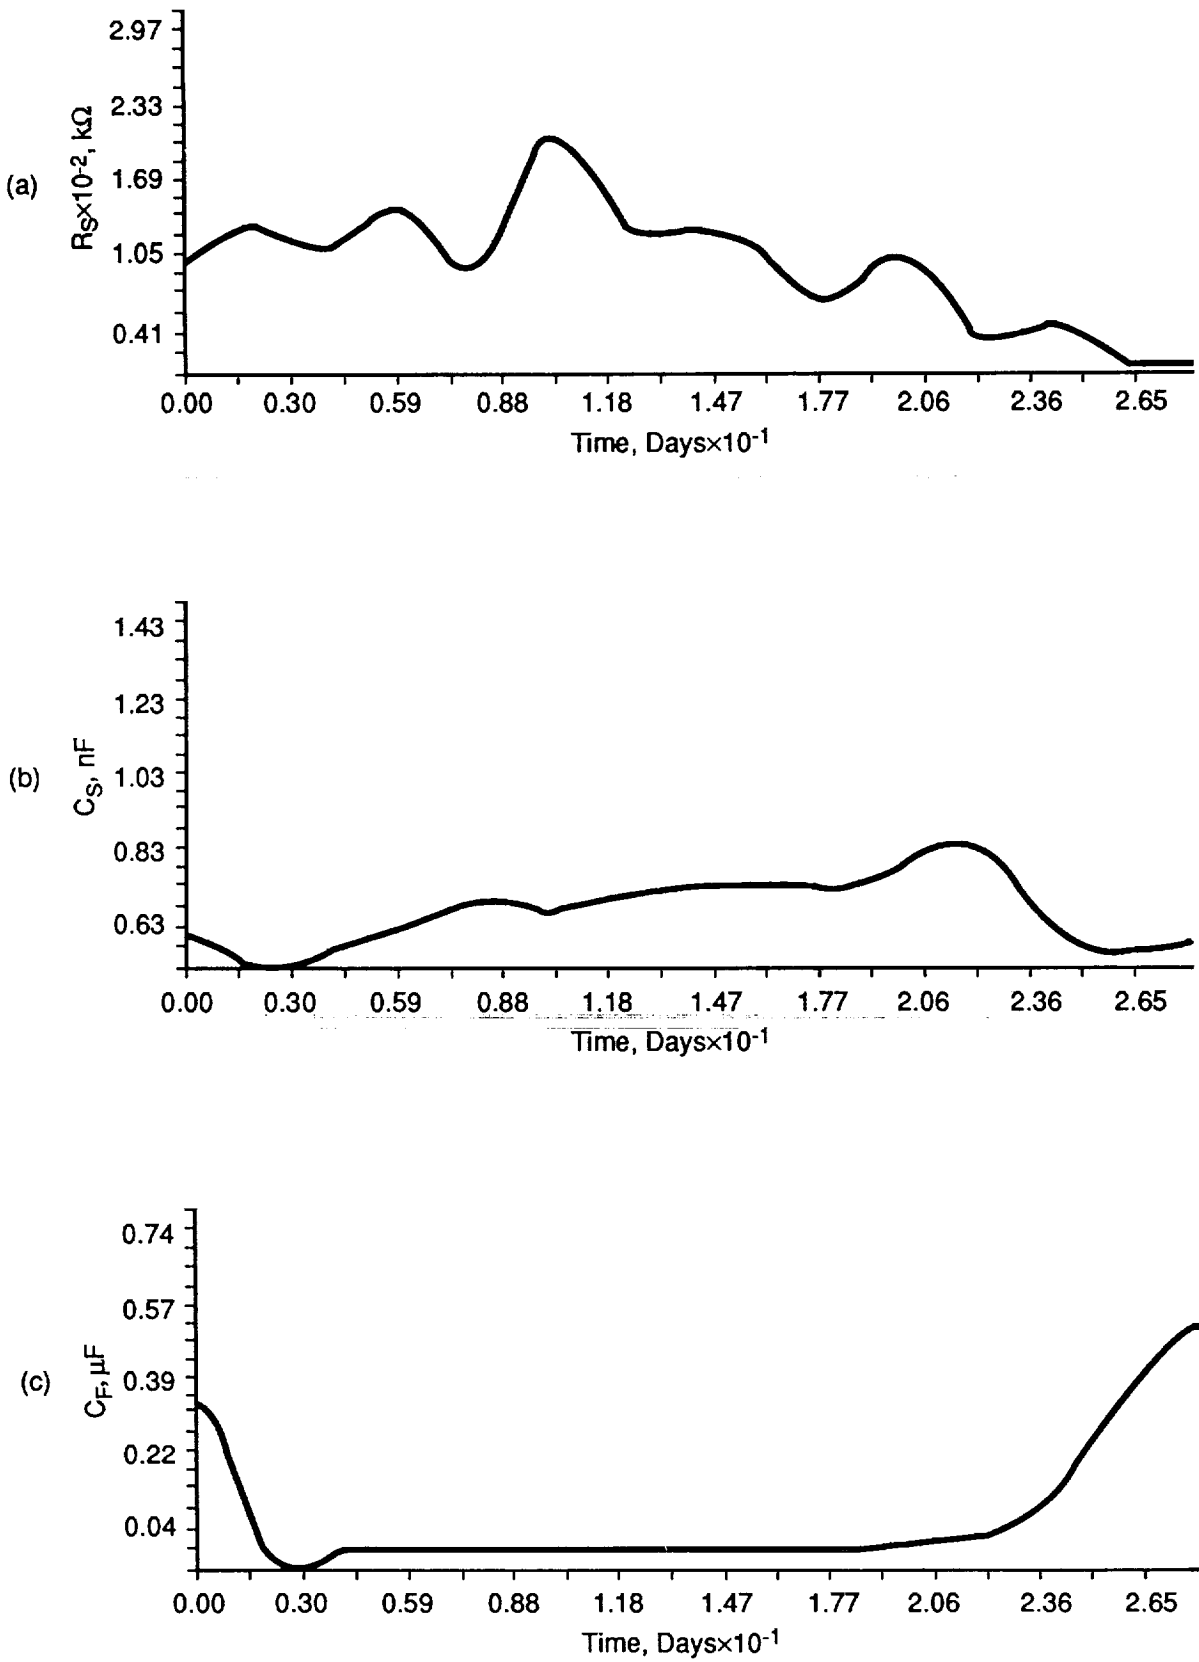 (a)
R_S×10⁻², kΩ
2.97
2.33
1.69
1.05
0.41
0.00 0.30 0.59 0.88 1.18 1.47 1.77 2.06 2.36 2.65
Time, Days×10⁻¹
(b)
C_S, nF
1.43
1.23
1.03
0.83
0.63
0.00 0.30 0.59 0.88 1.18 1.47 1.77 2.06 2.36 2.65
Time, Days×10⁻¹
(c)
C_F, μF
0.74
0.57
0.39
0.22
0.04
0.00 0.30 0.59 0.88 1.18 1.47 1.77 2.06 2.36 2.65
Time, Days×10⁻¹